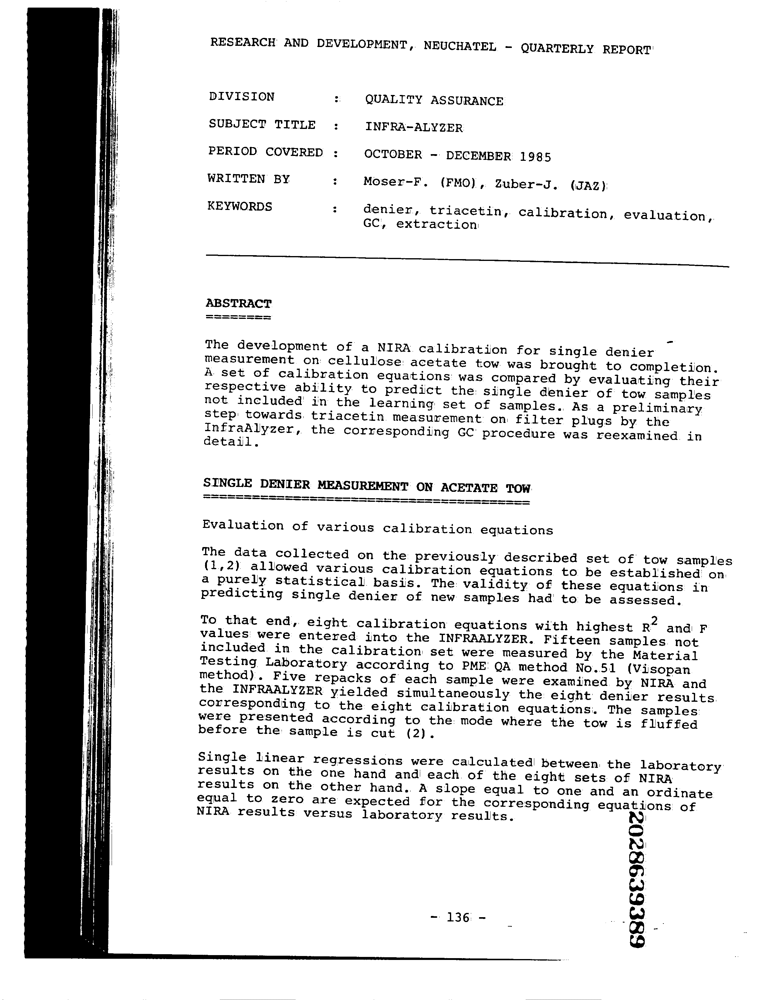 RESEARCH AND DEVELOPMENT, NEUCHATEL - QUARTERLY REPORT
DIVISION : QUALITY ASSURANCE
SUBJECT TITLE : INFRA-ALYZER
PERIOD COVERED : OCTOBER - DECEMBER 1985
WRITTEN BY : Moser-F. (FMO), Zuber-J. (JAZ)
KEYWORDS : denier, triacetin, calibration, evaluation,
GC, extraction
ABSTRACT
========
The development of a NIRA calibration for single denier
measurement on cellulose acetate tow was brought to completion.
A set of calibration equations was compared by evaluating their
respective ability to predict the single denier of tow samples
not included in the learning set of samples. As a preliminary
step towards triacetin measurement on filter plugs by the
InfraAlyzer, the corresponding GC procedure was reexamined in
detail.
SINGLE DENIER MEASUREMENT ON ACETATE TOW
========================================
Evaluation of various calibration equations
The data collected on the previously described set of tow samples
(1,2) allowed various calibration equations to be established on
a purely statistical basis. The validity of these equations in
predicting single denier of new samples had to be assessed.
To that end, eight calibration equations with highest R2 and F
values were entered into the INFRAALYZER. Fifteen samples not
included in the calibration set were measured by the Material
Testing Laboratory according to PME QA method No.51 (Visopan
method). Five repacks of each sample were examined by NIRA and
the INFRAALYZER yielded simultaneously the eight denier results
corresponding to the eight calibration equations. The samples
were presented according to the mode where the tow is fluffed
before the sample is cut (2).
Single linear regressions were calculated between the laboratory
results on the one hand and each of the eight sets of NIRA
results on the other hand. A slope equal to one and an ordinate
equal to zero are expected for the corresponding equations of
NIRA results versus laboratory results.
2028639389
- 136 -